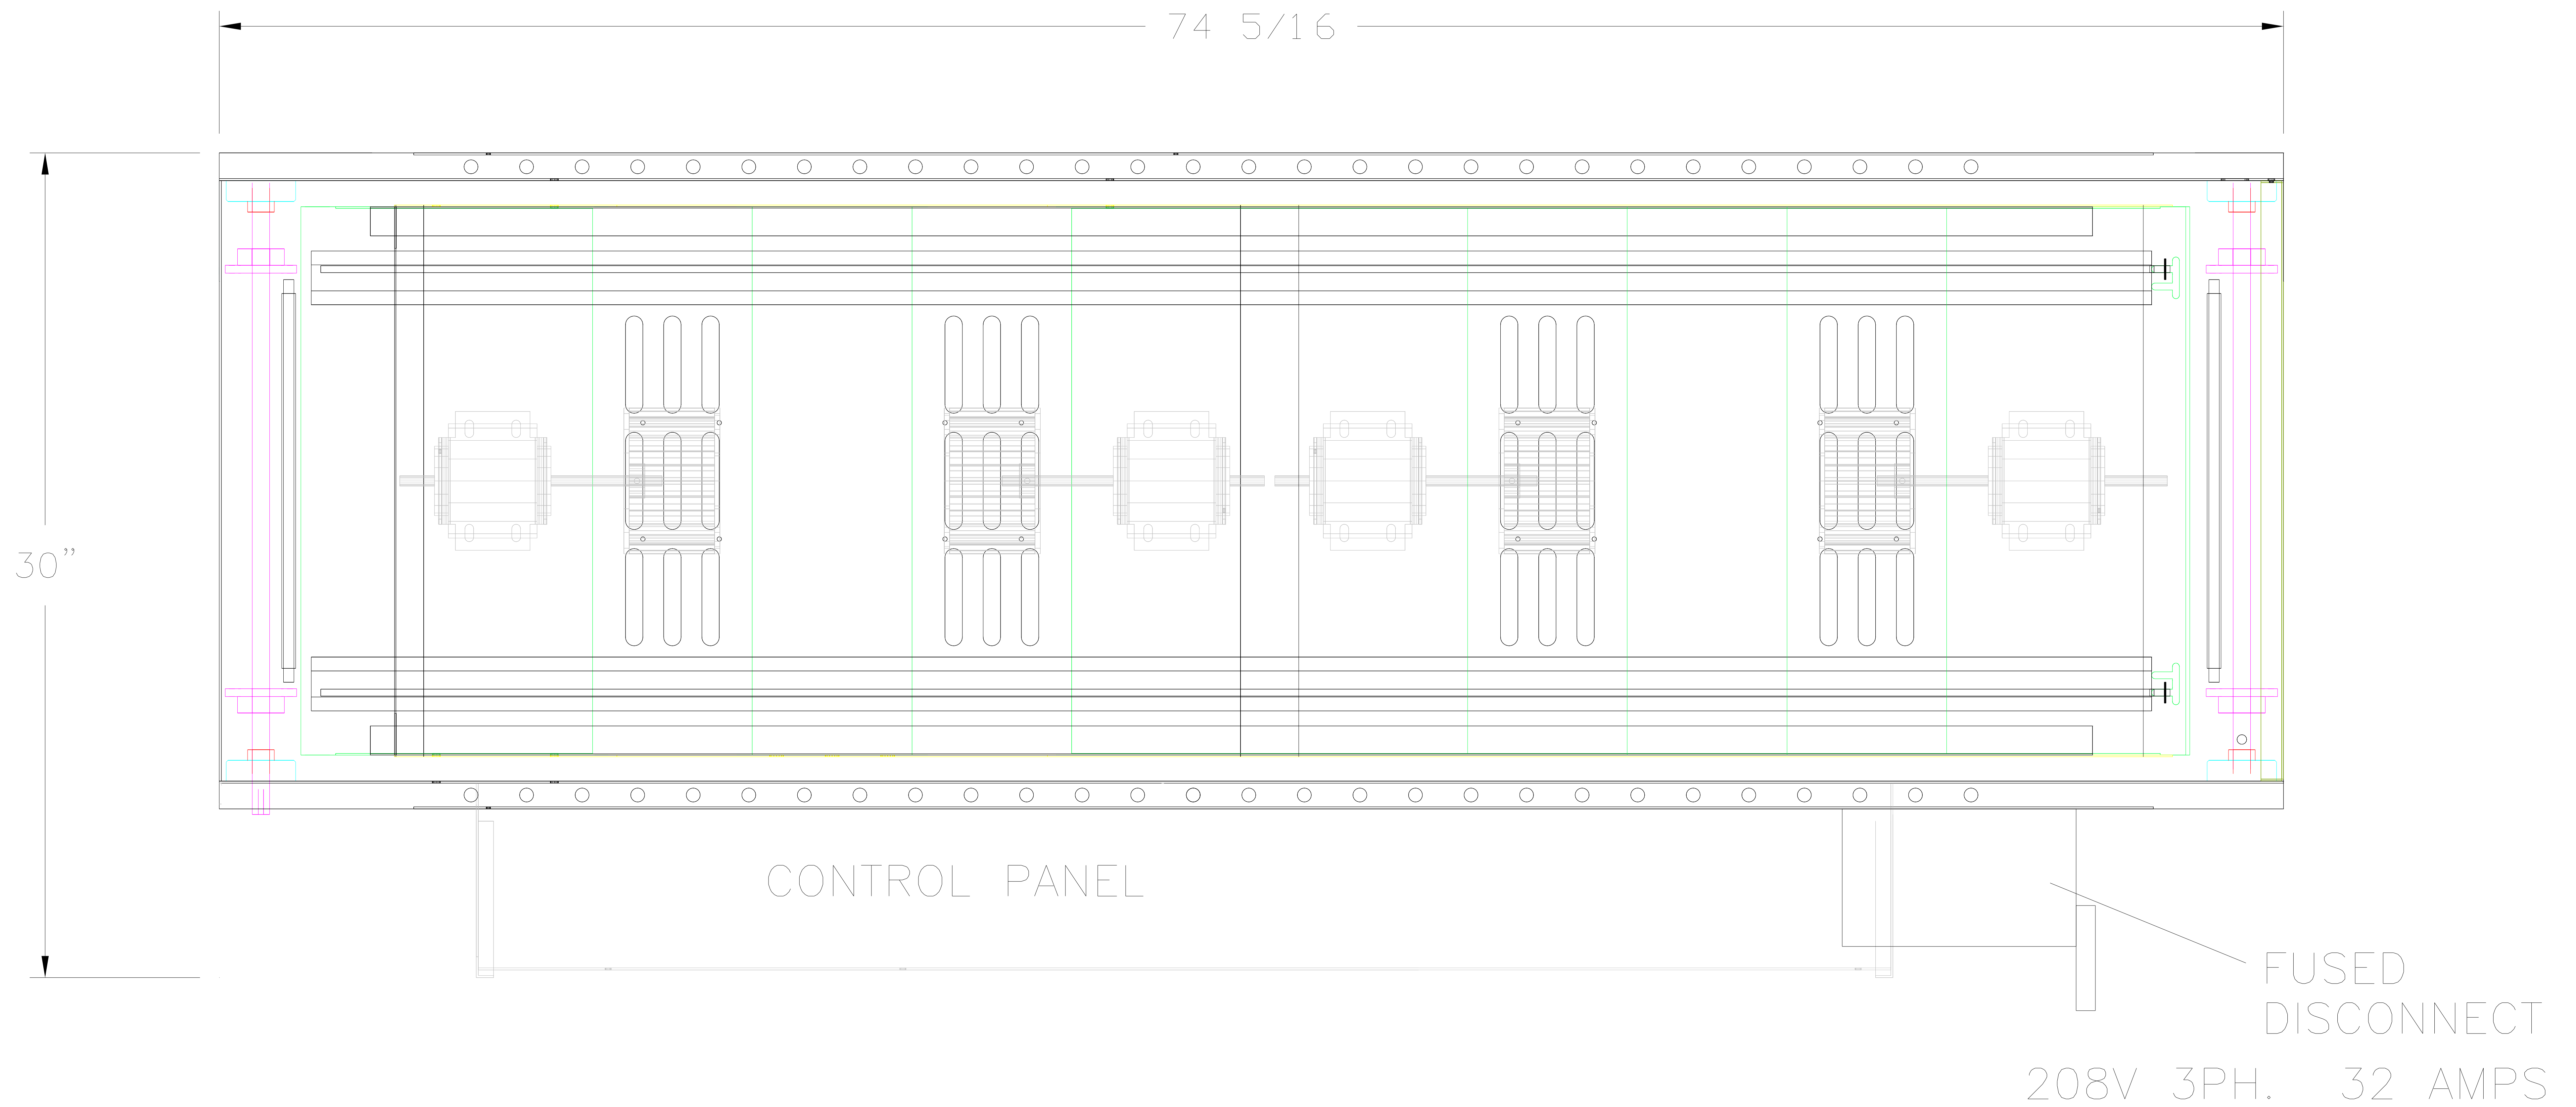 74 5/16
30"
CONTROL PANEL
FUSED
DISCONNECT
208V 3PH. 32 AMPS